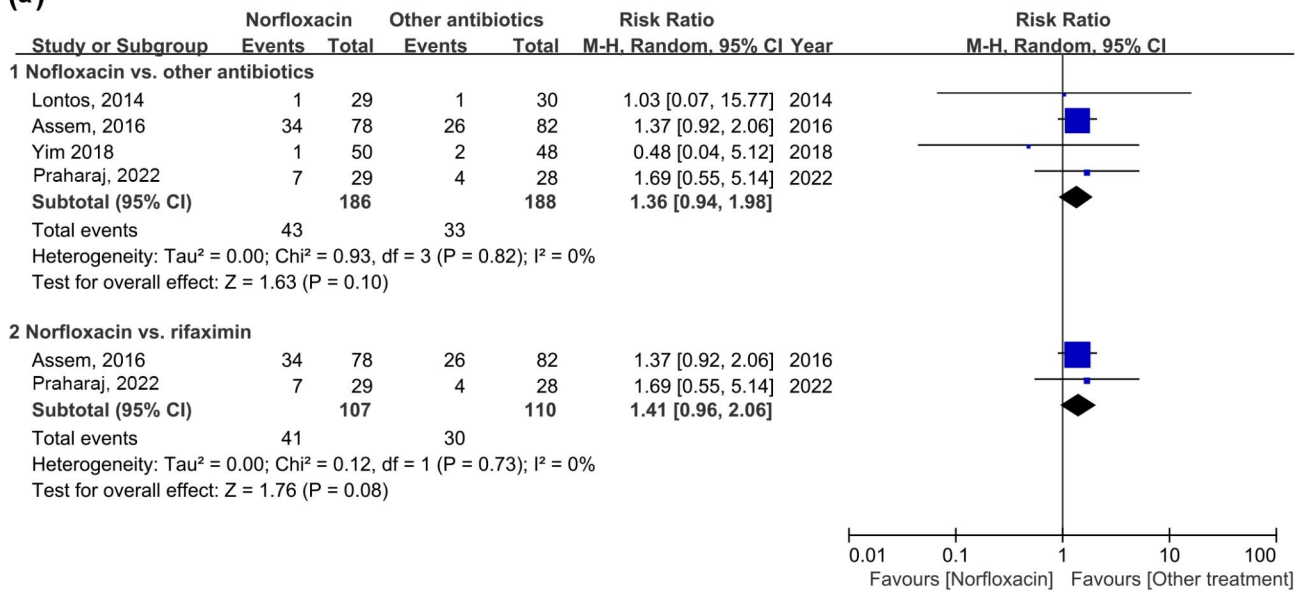 (a)
Norfloxacin Other antibiotics Risk Ratio Risk Ratio
Study or Subgroup Events Total Events Total M-H, Random, 95% CI Year M-H, Random, 95% CI
1 Nofloxacin vs. other antibiotics
Lontos, 2014 1 29 1 30 1.03 [0.07, 15.77] 2014
Assem, 2016 34 78 26 82 1.37 [0.92, 2.06] 2016
Yim 2018 1 50 2 48 0.48 [0.04, 5.12] 2018
Praharaj, 2022 7 29 4 28 1.69 [0.55, 5.14] 2022
Subtotal (95% CI) 186 188 1.36 [0.94, 1.98]
Total events 43 33
Heterogeneity: Tau² = 0.00; Chi² = 0.93, df = 3 (P = 0.82); I² = 0%
Test for overall effect: Z = 1.63 (P = 0.10)
2 Norfloxacin vs. rifaximin
Assem, 2016 34 78 26 82 1.37 [0.92, 2.06] 2016
Praharaj, 2022 7 29 4 28 1.69 [0.55, 5.14] 2022
Subtotal (95% CI) 107 110 1.41 [0.96, 2.06]
Total events 41 30
Heterogeneity: Tau² = 0.00; Chi² = 0.12, df = 1 (P = 0.73); I² = 0%
Test for overall effect: Z = 1.76 (P = 0.08)
0.01 0.1 1 10 100
Favours [Norfloxacin] Favours [Other treatment]